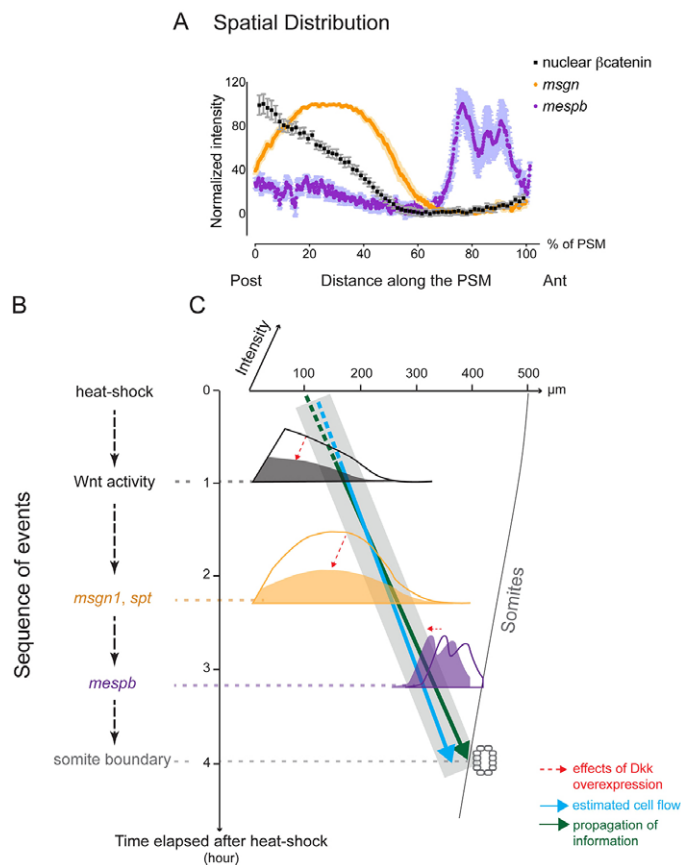 A Spatial Distribution
nuclear βcatenin
msgn
mespb
Normalized intensity
120
80
40
0
0 20 40 60 80 100
% of PSM
Post Distance along the PSM Ant
B
C
Sequence of events
heat-shock
Wnt activity
msgn1, spt
mespb
somite boundary
Intensity
100 200 300 400 500 μm
0
1
2
3
4
Somites
Time elapsed after heat-shock
(hour)
effects of Dkk
overexpression
estimated cell flow
propagation of
information